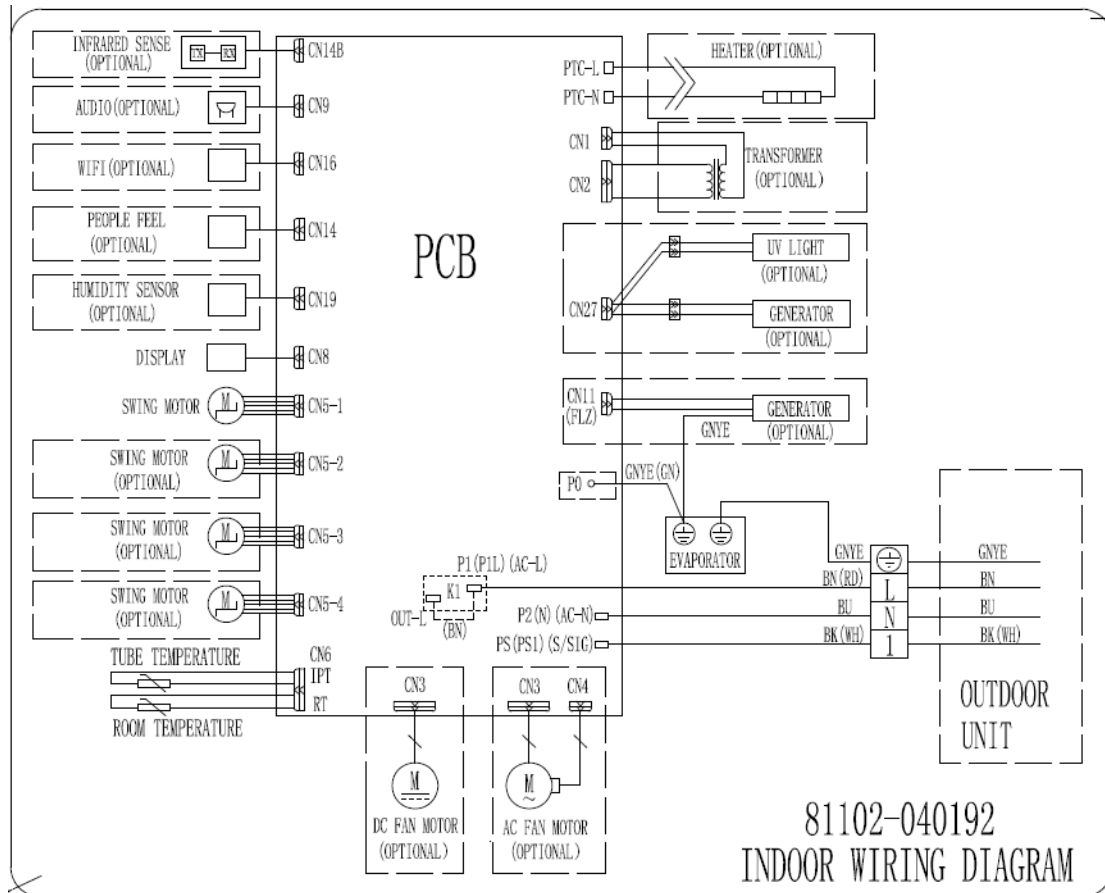 INFRARED SENSE
(OPTIONAL)
TX
RX
CN14B
AUDIO(OPTIONAL)
CN9
WIFI(OPTIONAL)
CN16
PEOPLE FEEL
(OPTIONAL)
CN14
HUMIDITY SENSOR
(OPTIONAL)
CN19
DISPLAY
CN8
SWING MOTOR
M
CN5-1
SWING MOTOR
(OPTIONAL)
M
CN5-2
SWING MOTOR
(OPTIONAL)
M
CN5-3
SWING MOTOR
(OPTIONAL)
M
CN5-4
TUBE TEMPERATURE
CN6
IPT
RT
ROOM TEMPERATURE
PCB
HEATER(OPTIONAL)
PTC-L
PTC-N
CN1
CN2
TRANSFORMER
(OPTIONAL)
CN27
UV LIGHT
(OPTIONAL)
GENERATOR
(OPTIONAL)
CN11
(FLZ)
GENERATOR
(OPTIONAL)
GNYE
P0
GNYE(GN)
EVAPORATOR
P1(P1L)(AC-L)
K1
OUT-L
(BN)
P2(N)(AC-N)
PS(PS1)(S/SIG)
GNYE
BN(RD)
BU
BK(WH)
L
N
1
GNYE
BN
BU
BK(WH)
OUTDOOR
UNIT
CN3
M
DC FAN MOTOR
(OPTIONAL)
CN3
CN4
M
~
AC FAN MOTOR
(OPTIONAL)
81102-040192
INDOOR WIRING DIAGRAM